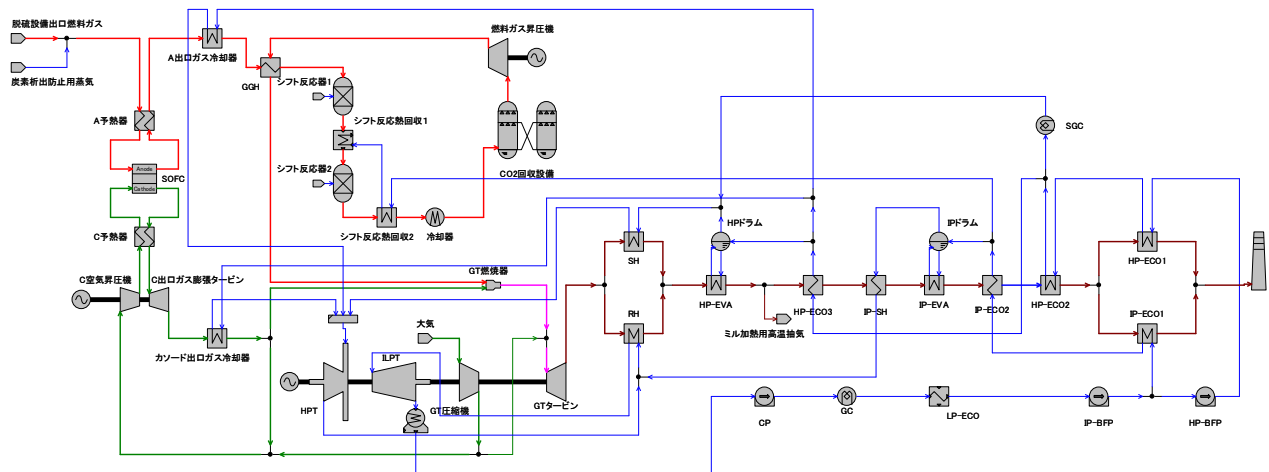 脱硫設備出口燃料ガス
炭素析出防止用蒸気
A出口ガス冷却器
GGH
燃料ガス昇圧機
シフト反応器1
シフト反応熱回収1
シフト反応器2
シフト反応熱回収2
冷却器
CO2回収設備
A予熱器
Anode
Cathode
SOFC
C予熱器
C空気昇圧機
C出口ガス膨張タービン
カソード出口ガス冷却器
GT燃焼器
大気
HPT
ILPT
GT圧縮機
GTタービン
SH
RH
HPドラム
HP-EVA
ミル加熱用高温抽気
HP-ECO3
IP-SH
IPドラム
IP-EVA
IP-ECO2
SGC
HP-ECO2
HP-ECO1
IP-ECO1
CP
GC
LP-ECO
IP-BFP
HP-BFP